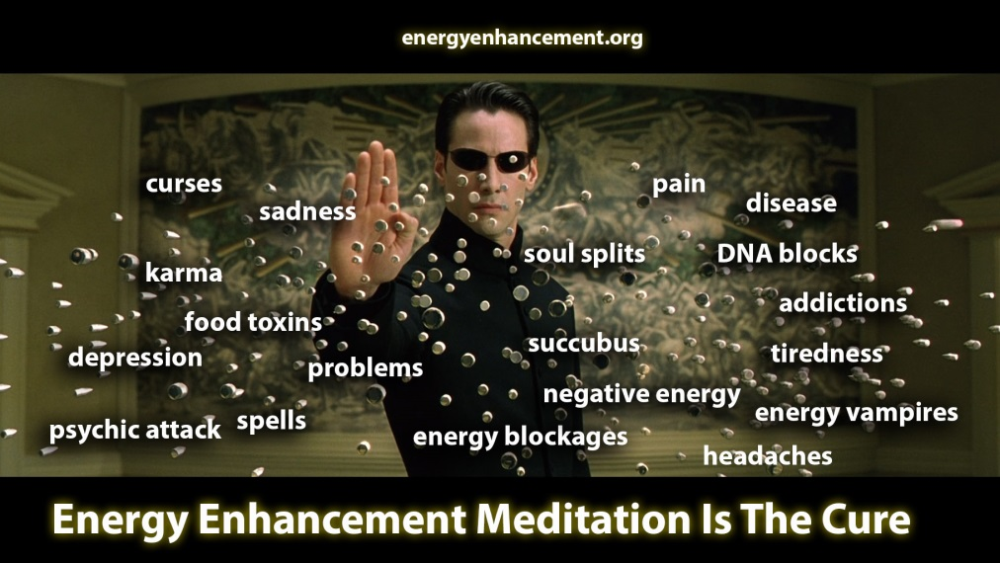 energyenhancement.org
curses
pain
sadness
disease
soul splits
DNA blocks
karma
addictions
food toxins
succubus
tiredness
depression
problems
negative energy
energy vampires
spells
psychic attack
energy blockages
headaches
Energy Enhancement Meditation Is The Cure